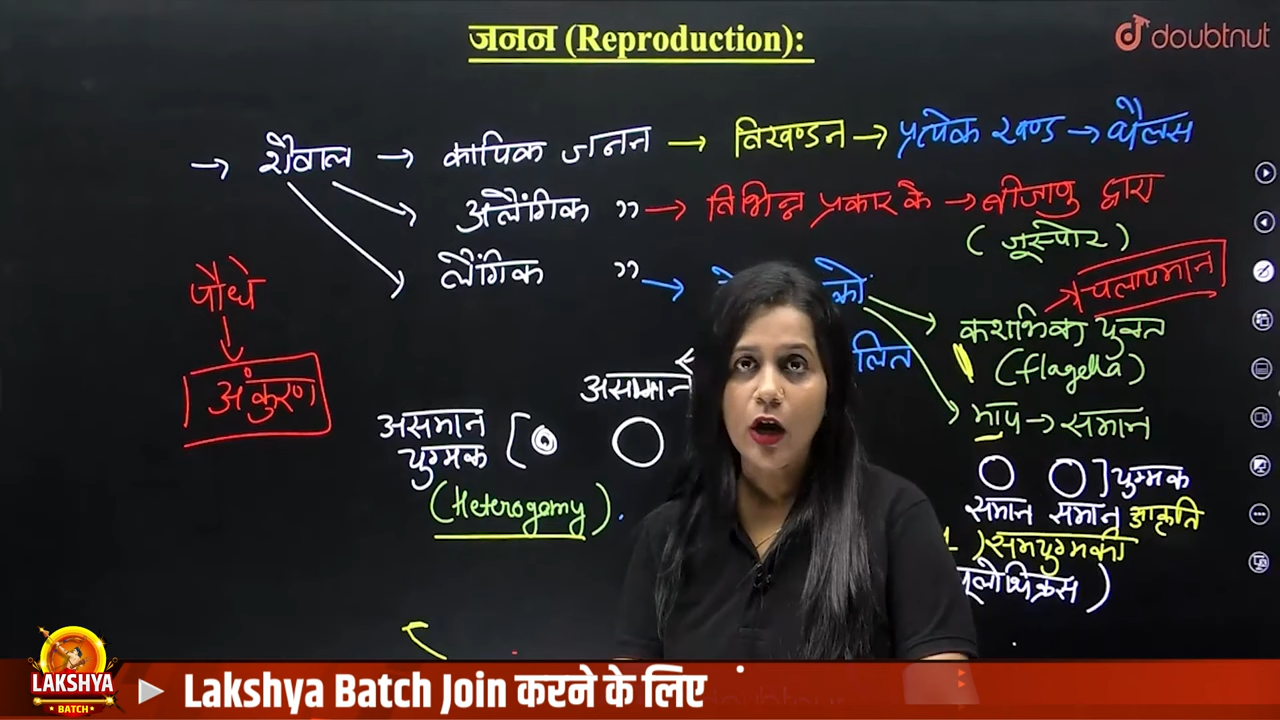 जनन (Reproduction):
doubtnut
→ शैवाल → कायिक जनन → विखण्डन → प्रत्येक खण्ड → थैलस
अलैंगिक ,, → विभिन्न प्रकार के → बीजाणु द्वारा
(जूस्पोर)
लैंगिक ,, →
को
चलायमान
पौधे
अंकुरण
कशाभिका युक्त
(flagella)
लित
माप → समान
असमान
असमान
युग्मक
(Heterogamy).
युग्मक
समान समान आकृति
) समयुग्मकी
यूलोथ्रिक्स)
LAKSHYA
BATCH
Lakshya Batch Join करने के लिए